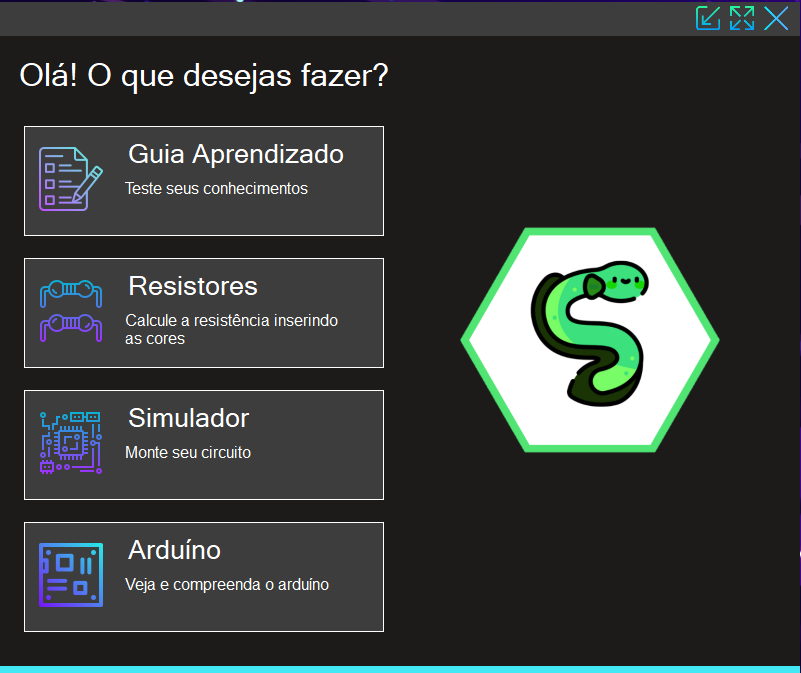 Olá! O que desejas fazer?
Guia Aprendizado
Teste seus conhecimentos
Resistores
Calcule a resistência inserindo
as cores
Simulador
Monte seu circuito
Arduíno
Veja e compreenda o arduíno